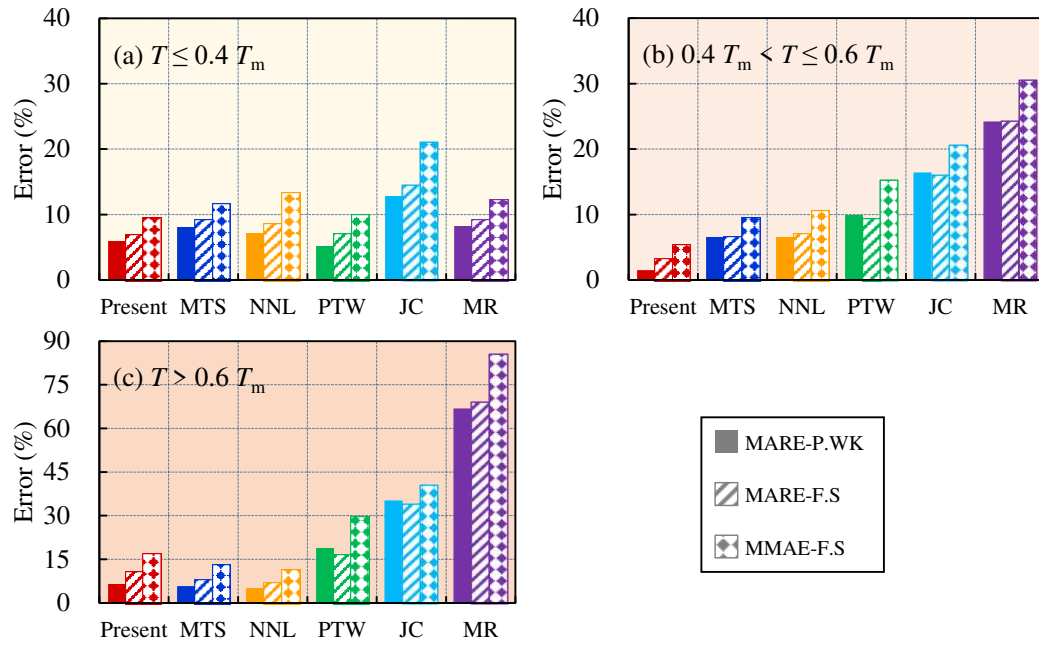 (a) T ≤ 0.4 Tm
Error (%)
40
30
20
10
0
Present MTS NNL PTW JC MR
(b) 0.4 Tm < T ≤ 0.6 Tm
Error (%)
40
30
20
10
0
Present MTS NNL PTW JC MR
(c) T > 0.6 Tm
Error (%)
90
75
60
45
30
15
0
Present MTS NNL PTW JC MR
MARE-P.WK
MARE-F.S
MMAE-F.S